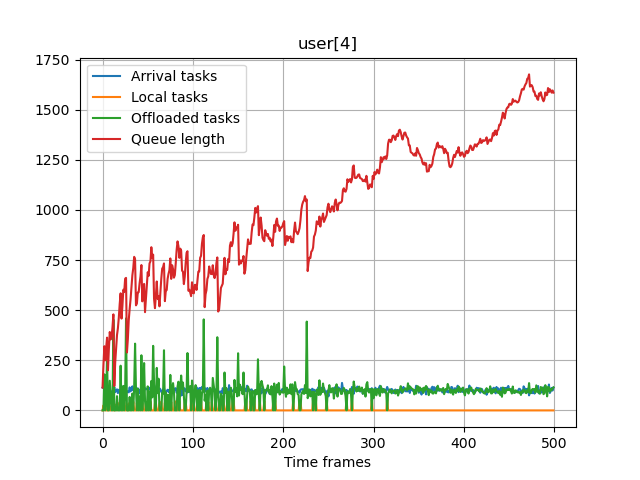 user[4]
Arrival tasks
Local tasks
Offloaded tasks
Queue length
1750
1500
1250
1000
750
500
250
0
0 100 200 300 400 500
Time frames